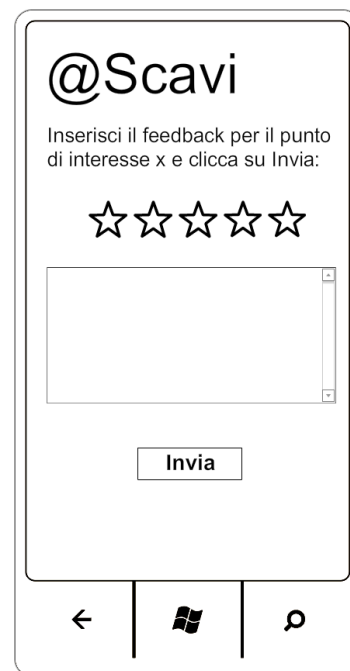 @Scavi
Inserisci il feedback per il punto
di interesse x e clicca su Invia:
Invia